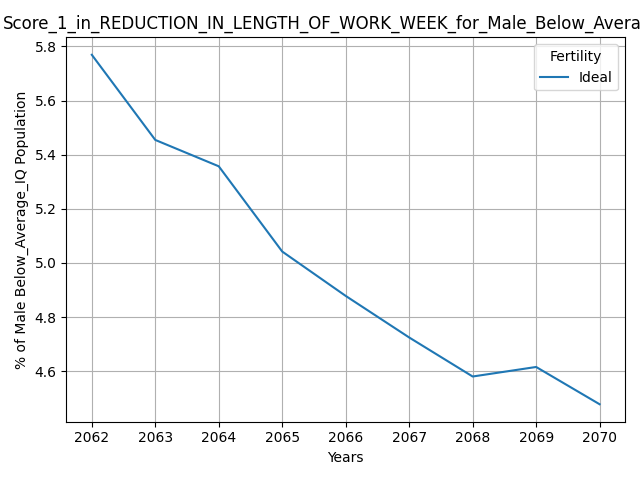 Score_1_in_REDUCTION_IN_LENGTH_OF_WORK_WEEK_for_Male_Below_Avera
Fertility
Ideal
% of Male Below_Average_IQ Population
5.8
5.6
5.4
5.2
5.0
4.8
4.6
2062 2063 2064 2065 2066 2067 2068 2069 2070
Years